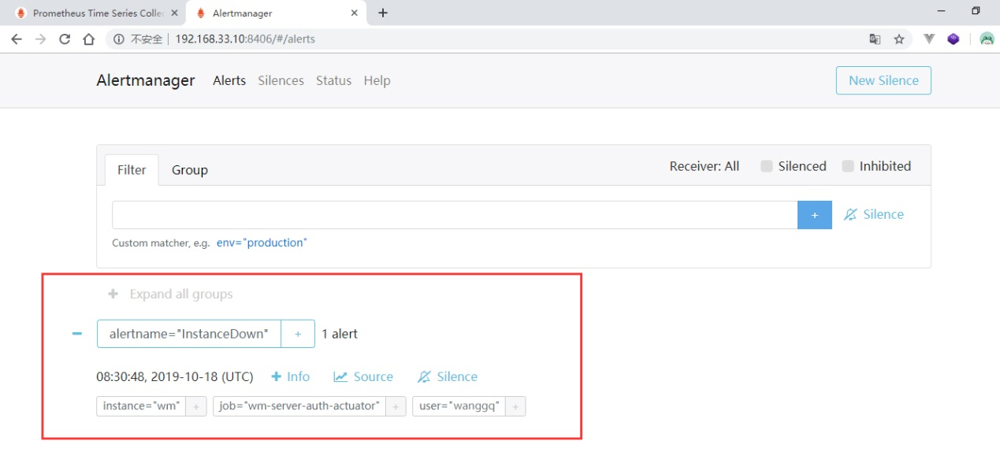 Prometheus Time Series Colle
Alertmanager
不安全 192.168.33.10:8406/#/alerts
Alertmanager Alerts Silences Status Help New Silence
Filter Group Receiver: All Silenced Inhibited
+ Silence
Custom matcher, e.g. env="production"
+ Expand all groups
alertname="InstanceDown" + 1 alert
08:30:48, 2019-10-18 (UTC) + Info Source Silence
instance="wm" + job="wm-server-auth-actuator" + user="wanggq" +